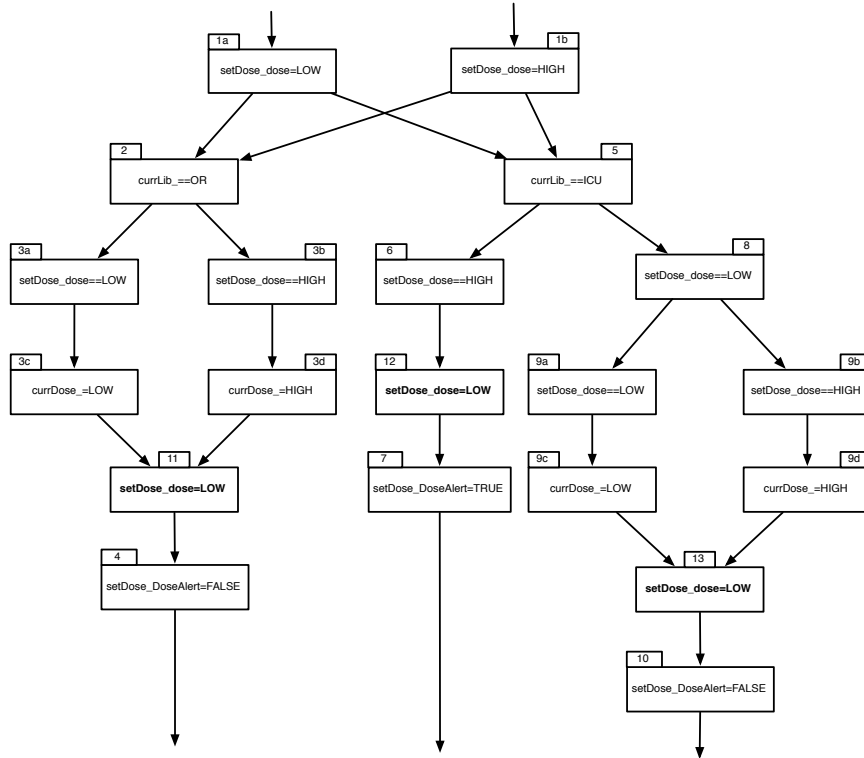 1a
1b
setDose_dose=LOW
setDose_dose=HIGH
2
5
currLib_==OR
currLib_==ICU
3a
3b
6
8
setDose_dose==LOW
setDose_dose==HIGH
setDose_dose==HIGH
setDose_dose==LOW
3c
3d
12
9a
9b
currDose_=LOW
currDose_=HIGH
setDose_dose=LOW
setDose_dose==LOW
setDose_dose==HIGH
11
7
9c
9d
setDose_dose=LOW
setDose_DoseAlert=TRUE
currDose_=LOW
currDose_=HIGH
4
13
setDose_DoseAlert=FALSE
setDose_dose=LOW
10
setDose_DoseAlert=FALSE